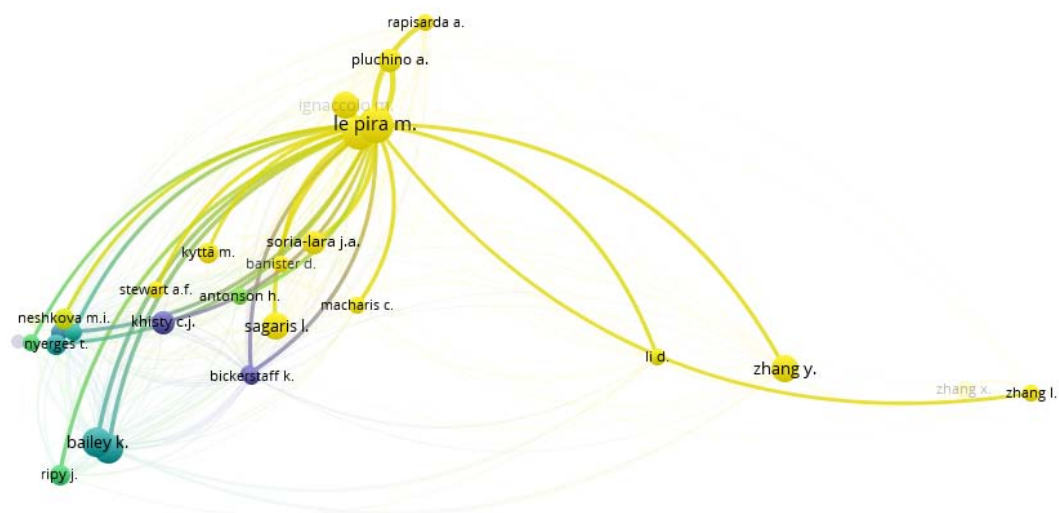 rapisarda a.
pluchino a.
ignaccolo m.
le pira m.
soria-lara j.a.
kyttä m.
banister d.
stewart a.f.
antonson h.
macharis c.
neshkova m.i.
khisty c.j.
sagaris l.
nyerges t.
li d.
bickerstaff k.
zhang y.
zhang x.
zhang l.
bailey k.
ripy j.